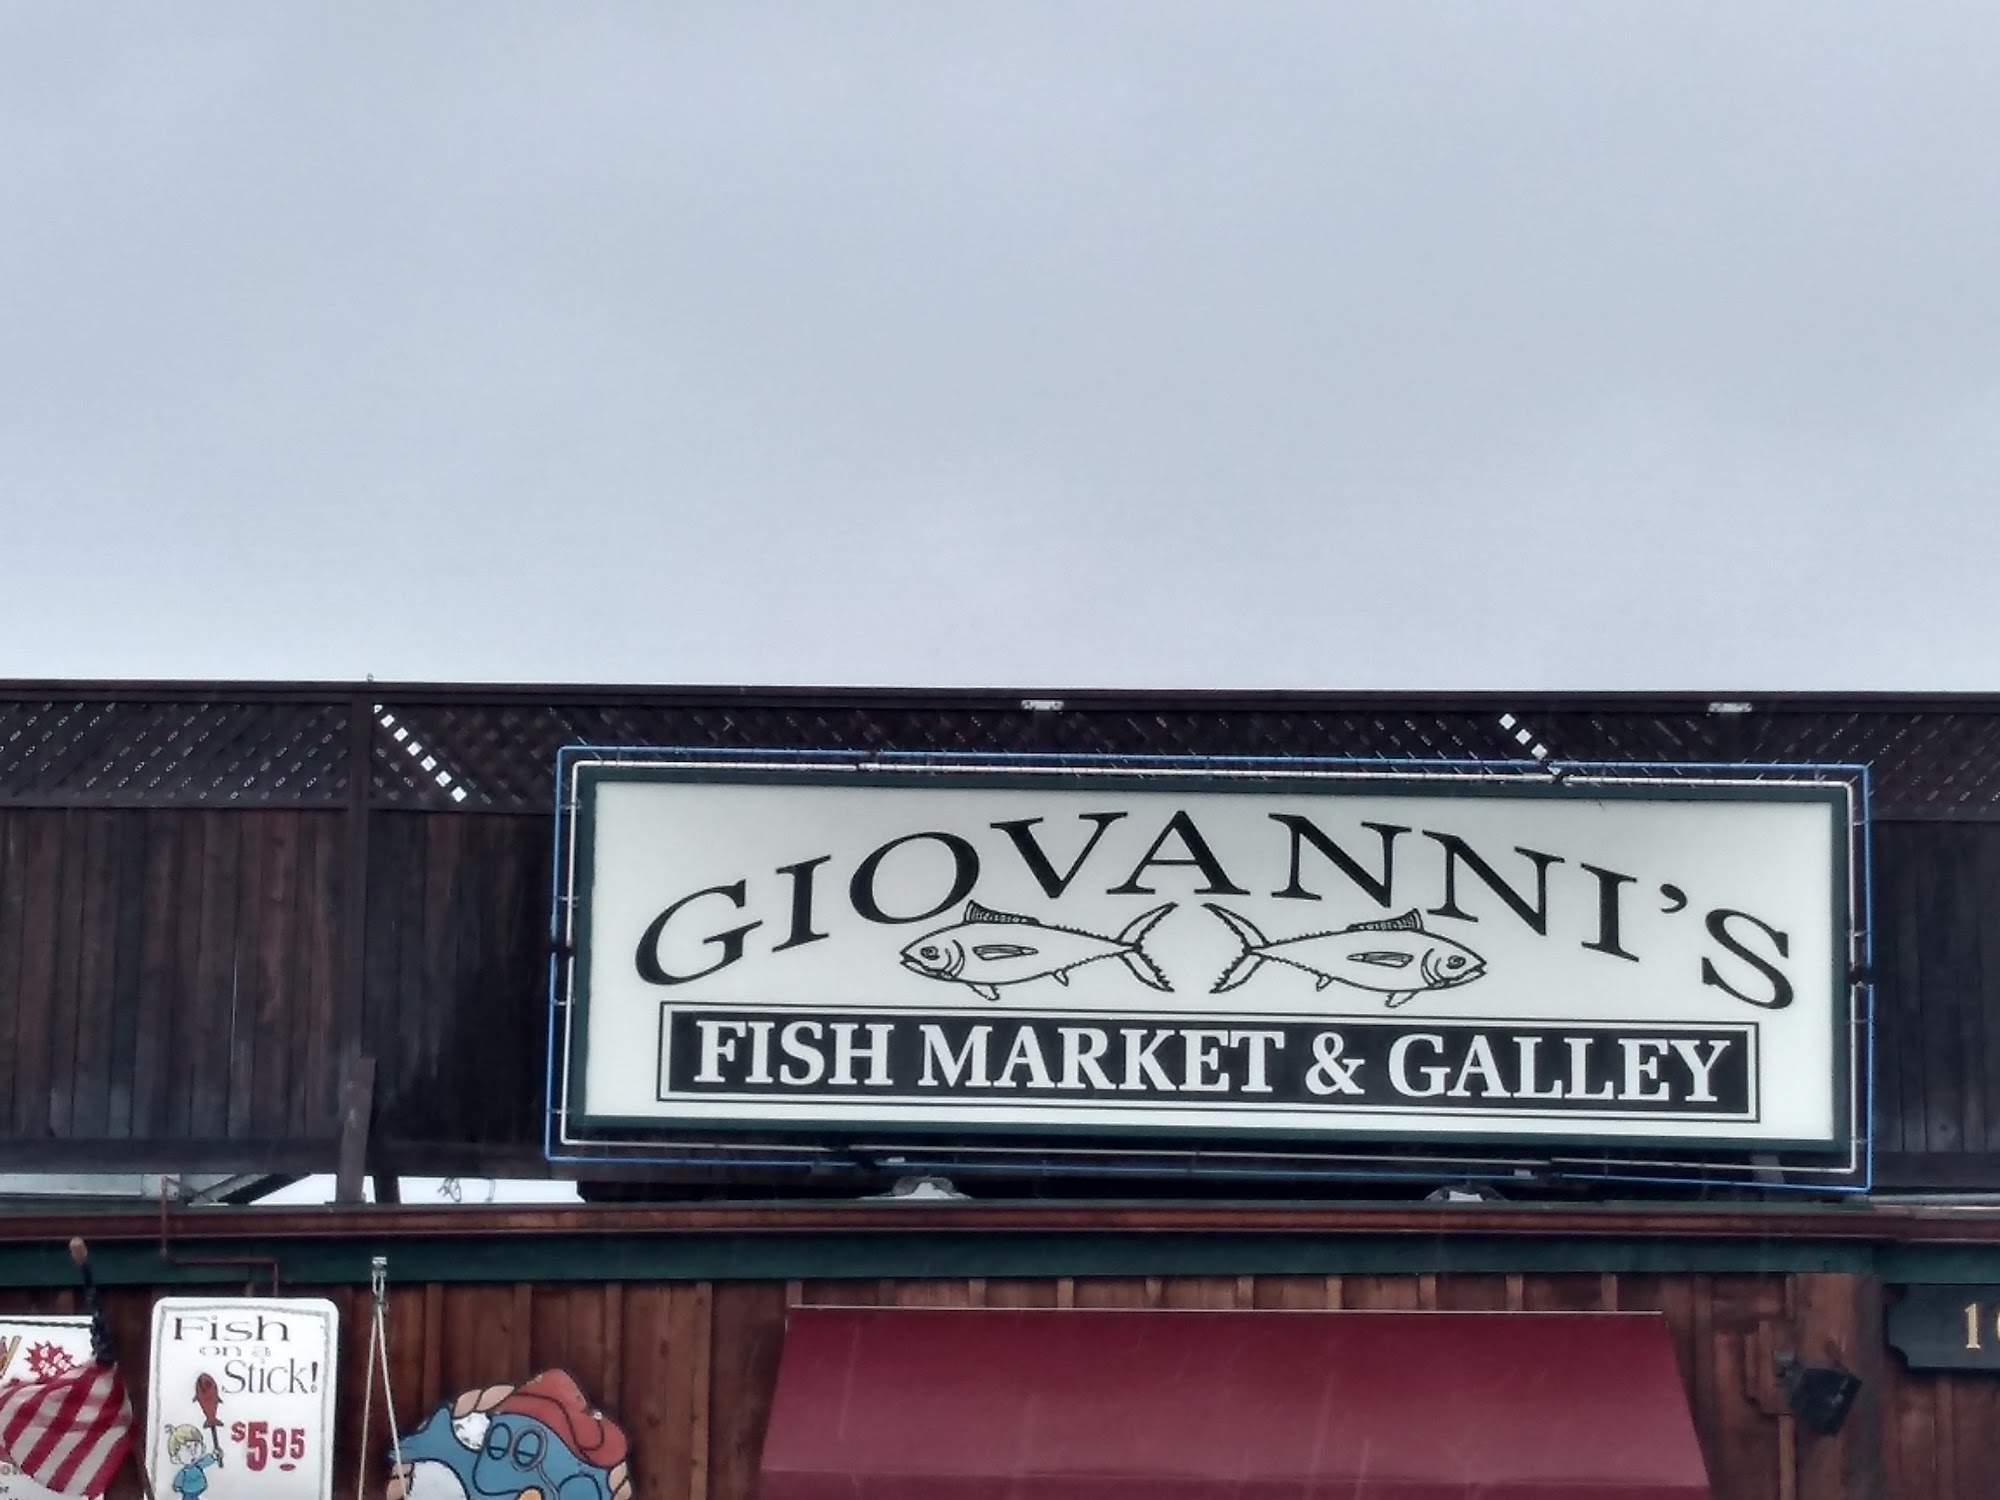 GIOVANNI'S
FISH MARKET & GALLEY
Fish
on a
Stick!
$5.95